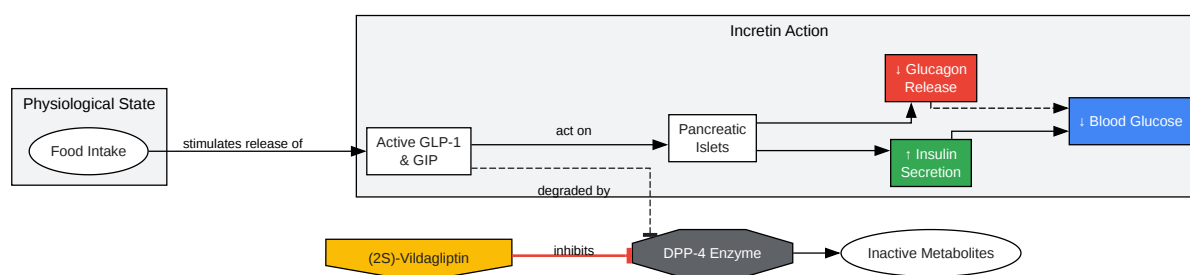 Incretin Action
Physiological State
Food Intake
stimulates release of
Active GLP-1
& GIP
act on
Pancreatic
Islets
↓ Glucagon
Release
↑ Insulin
Secretion
↓ Blood Glucose
degraded by
(2S)-Vildagliptin
inhibits
DPP-4 Enzyme
Inactive Metabolites